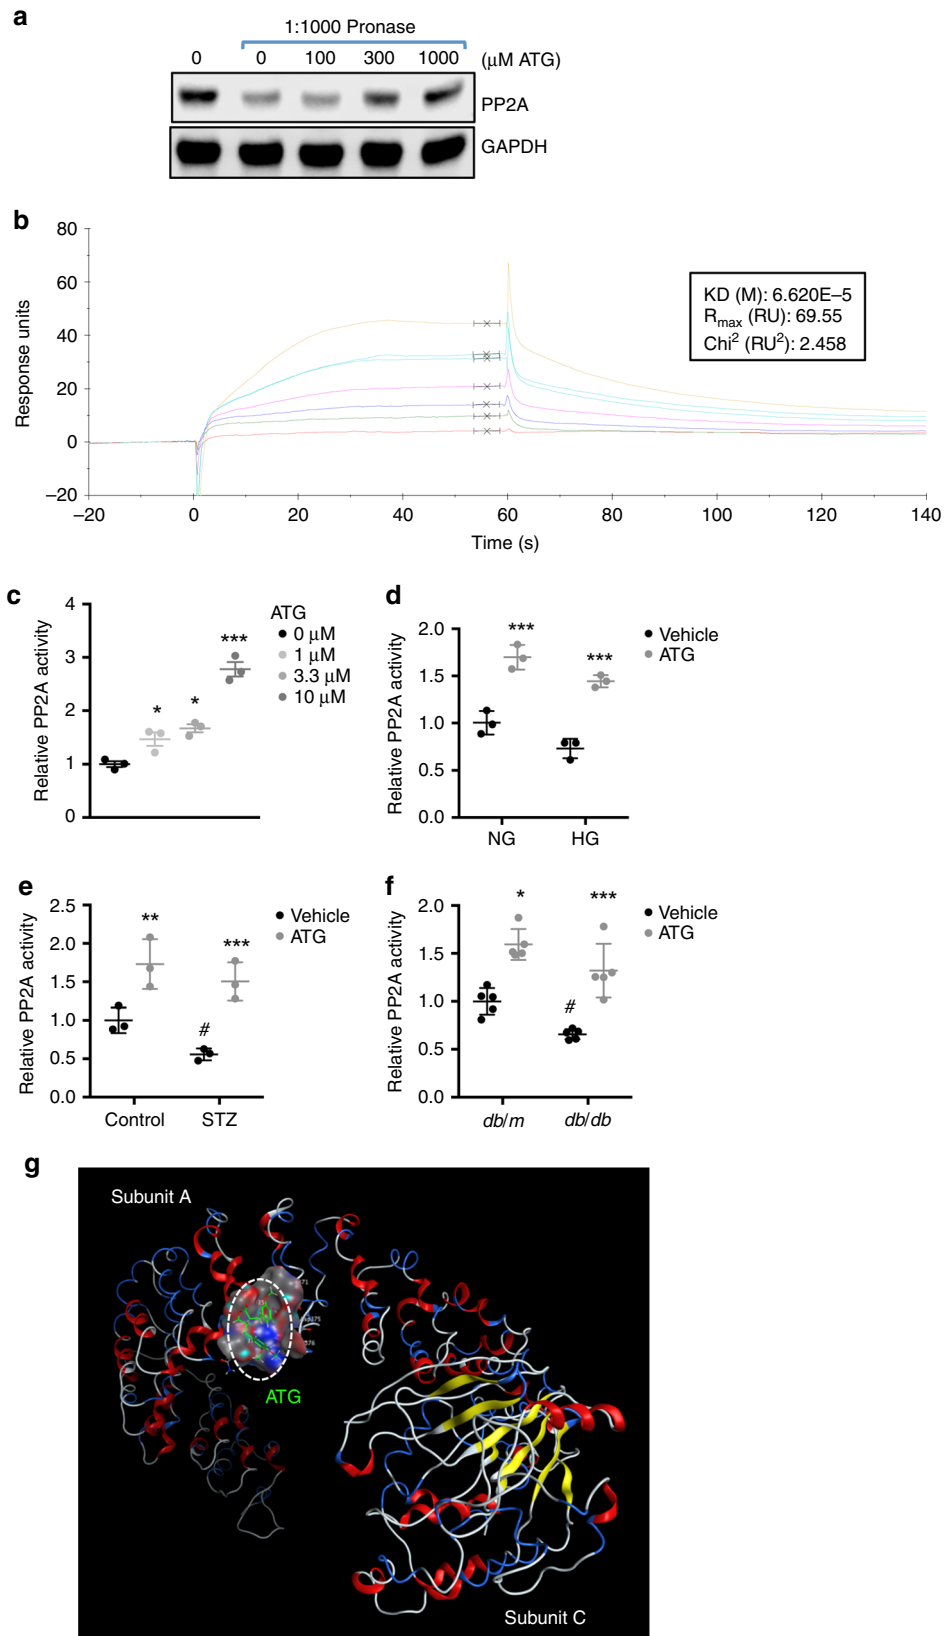 a
1:1000 Pronase
0 0 100 300 1000 (μM ATG)
PP2A
GAPDH
b
Response units
80
60
40
20
0
–20
–20 0 20 40 60 80 100 120 140
Time (s)
KD (M): 6.620E–5
Rmax (RU): 69.55
Chi² (RU²): 2.458
c
Relative PP2A activity
4
3
2
1
0
* * ***
ATG
0 μM
1 μM
3.3 μM
10 μM
d
Relative PP2A activity
2.0
1.5
1.0
0.5
0.0
*** ***
NG HG
Vehicle
ATG
e
Relative PP2A activity
2.5
2.0
1.5
1.0
0.5
0.0
** # ***
Control STZ
Vehicle
ATG
f
Relative PP2A activity
2.0
1.5
1.0
0.5
0.0
* # ***
db/m db/db
Vehicle
ATG
g
Subunit A
ATG
Subunit C